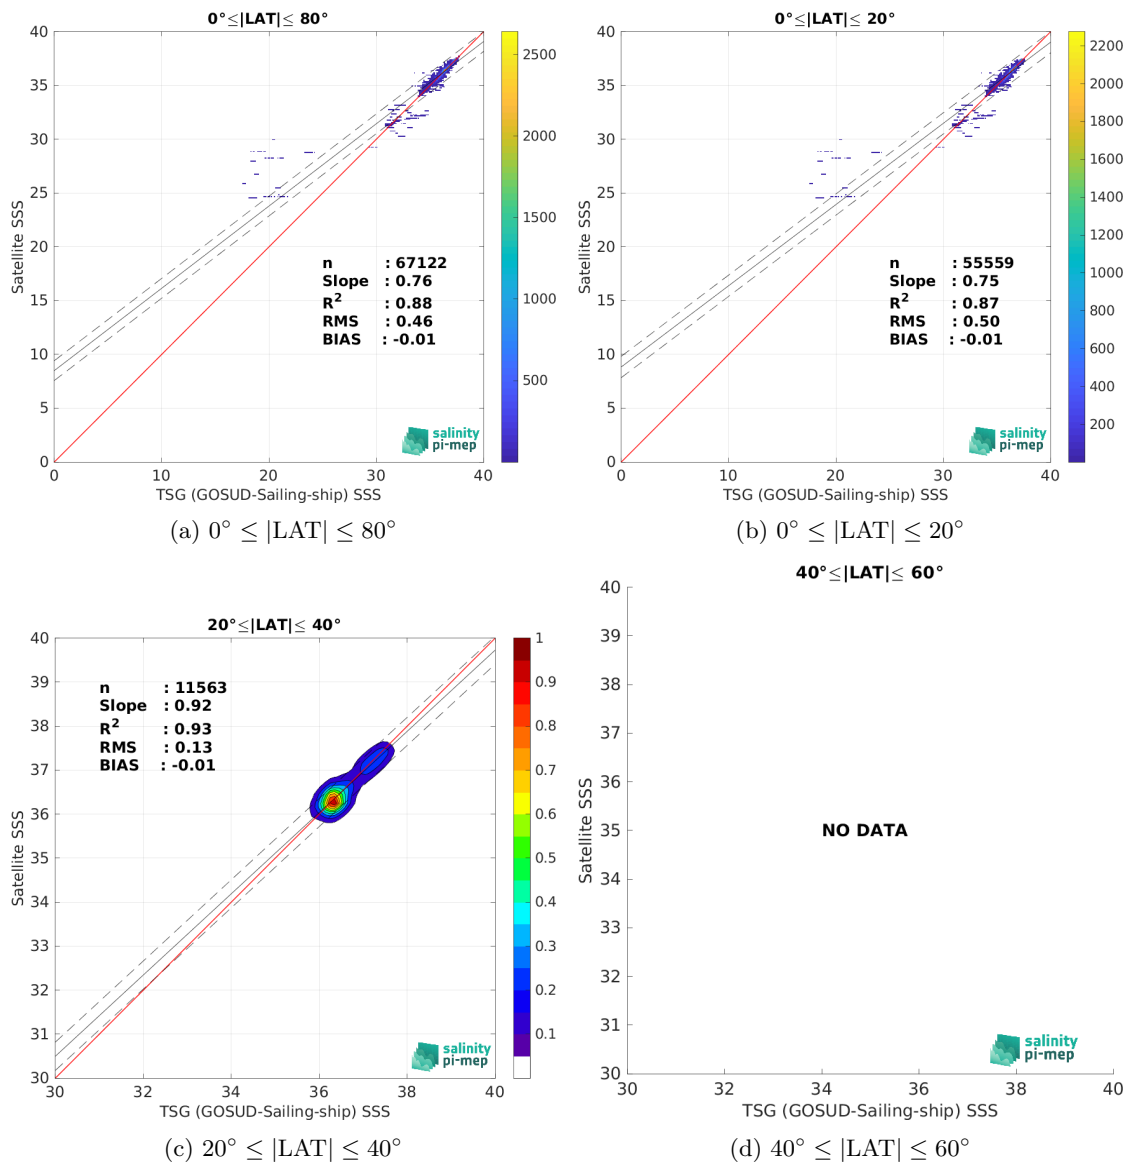 0°≤|LAT|≤ 80°
40
35
30
25
20
15
10
5
0
Satellite SSS
n : 67122
Slope : 0.76
R² : 0.88
RMS : 0.46
BIAS : -0.01
salinity
pi-mep
0 10 20 30 40
TSG (GOSUD-Sailing-ship) SSS
2500
2000
1500
1000
500
(a) 0° ≤ |LAT| ≤ 80°
0°≤|LAT|≤ 20°
40
35
30
25
20
15
10
5
0
Satellite SSS
n : 55559
Slope : 0.75
R² : 0.87
RMS : 0.50
BIAS : -0.01
salinity
pi-mep
0 10 20 30 40
TSG (GOSUD-Sailing-ship) SSS
2200
2000
1800
1600
1400
1200
1000
800
600
400
200
(b) 0° ≤ |LAT| ≤ 20°
20°≤|LAT|≤ 40°
40
39
38
37
36
35
34
33
32
31
30
Satellite SSS
n : 11563
Slope : 0.92
R² : 0.93
RMS : 0.13
BIAS : -0.01
salinity
pi-mep
30 32 34 36 38 40
TSG (GOSUD-Sailing-ship) SSS
1
0.9
0.8
0.7
0.6
0.5
0.4
0.3
0.2
0.1
(c) 20° ≤ |LAT| ≤ 40°
40°≤|LAT|≤ 60°
40
39
38
37
36
35
34
33
32
31
30
Satellite SSS
NO DATA
salinity
pi-mep
30 32 34 36 38 40
TSG (GOSUD-Sailing-ship) SSS
(d) 40° ≤ |LAT| ≤ 60°